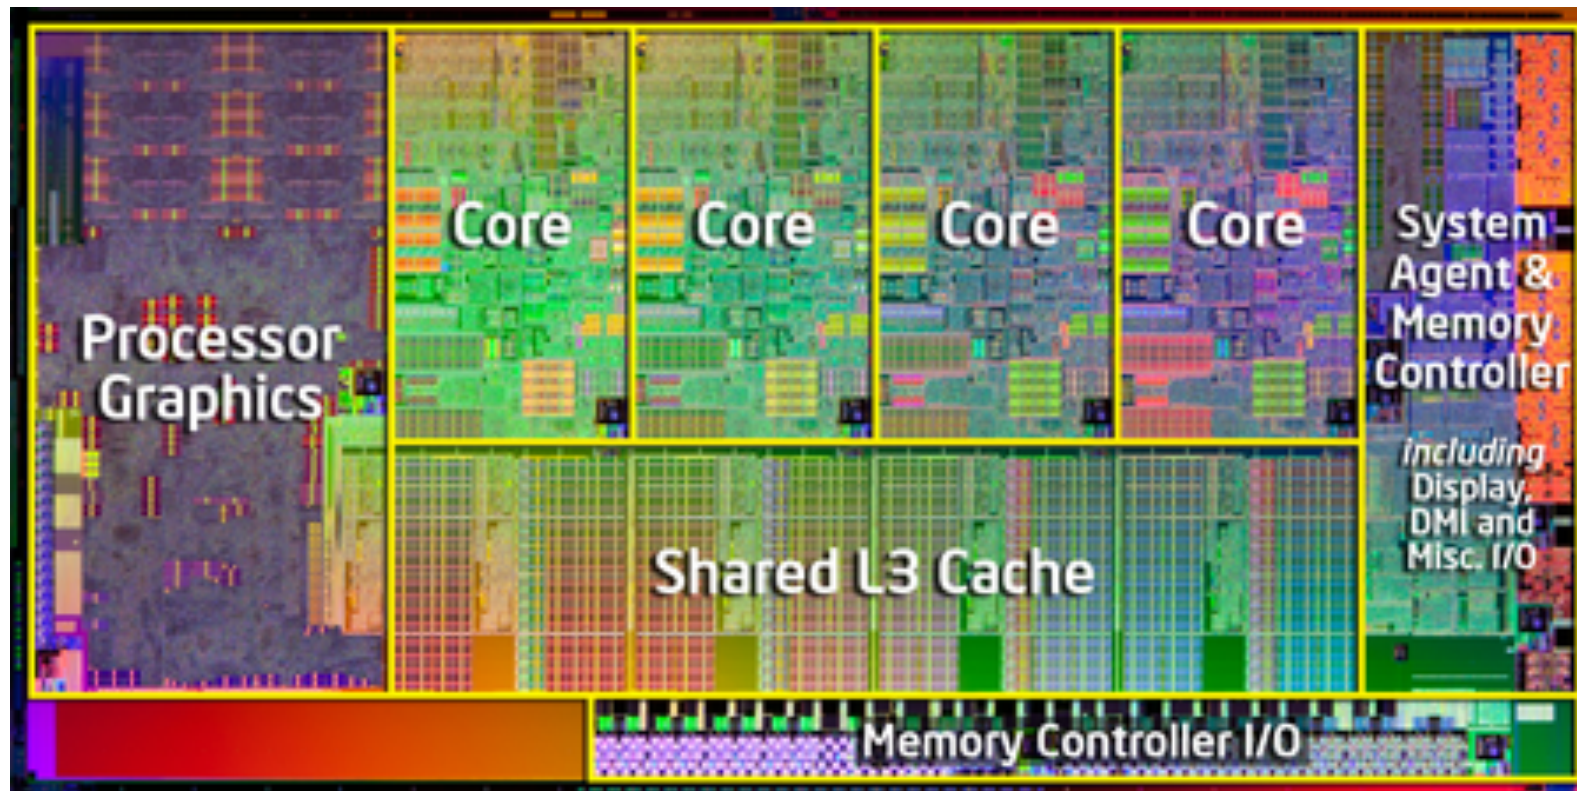 Processor
Graphics
Core
Core
Core
Core
System
Agent &
Memory
Controller
including
Display,
DMI and
Misc. I/O
Shared L3 Cache
Memory Controller I/O